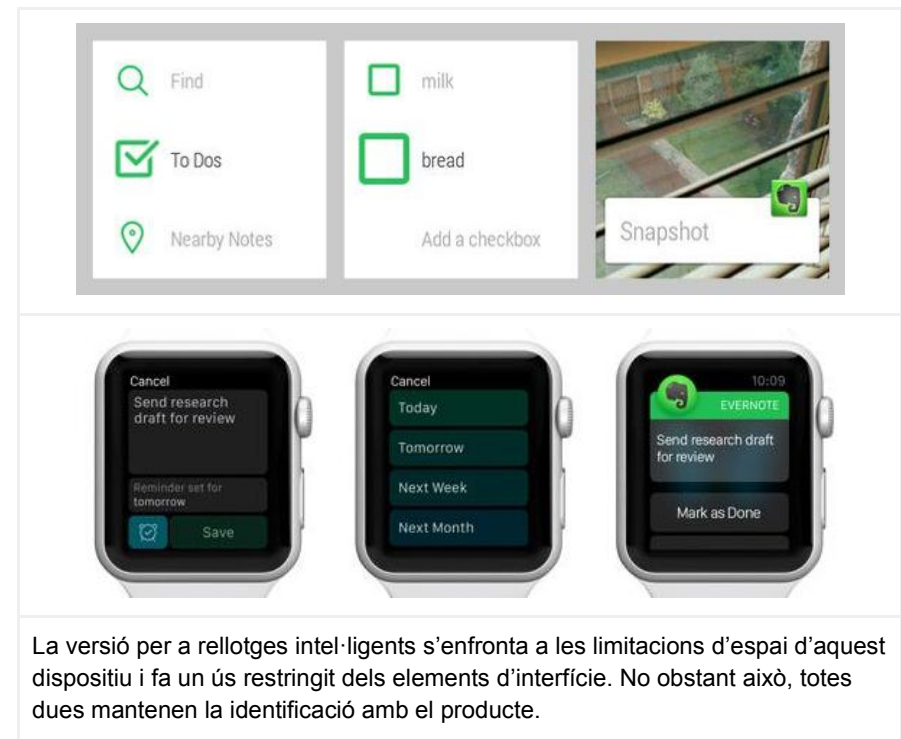 Find
To Dos
Nearby Notes
milk
bread
Add a checkbox
Snapshot
Cancel
Send research
draft for review
Reminder set for
tomorrow
Save
Cancel
Today
Tomorrow
Next Week
Next Month
10:09
EVERNOTE
Send research draft
for review
Mark as Done
La versió per a rellotges intel·ligents s’enfronta a les limitacions d’espai d’aquest
dispositiu i fa un ús restringit dels elements d’interfície. No obstant això, totes
dues mantenen la identificació amb el producte.